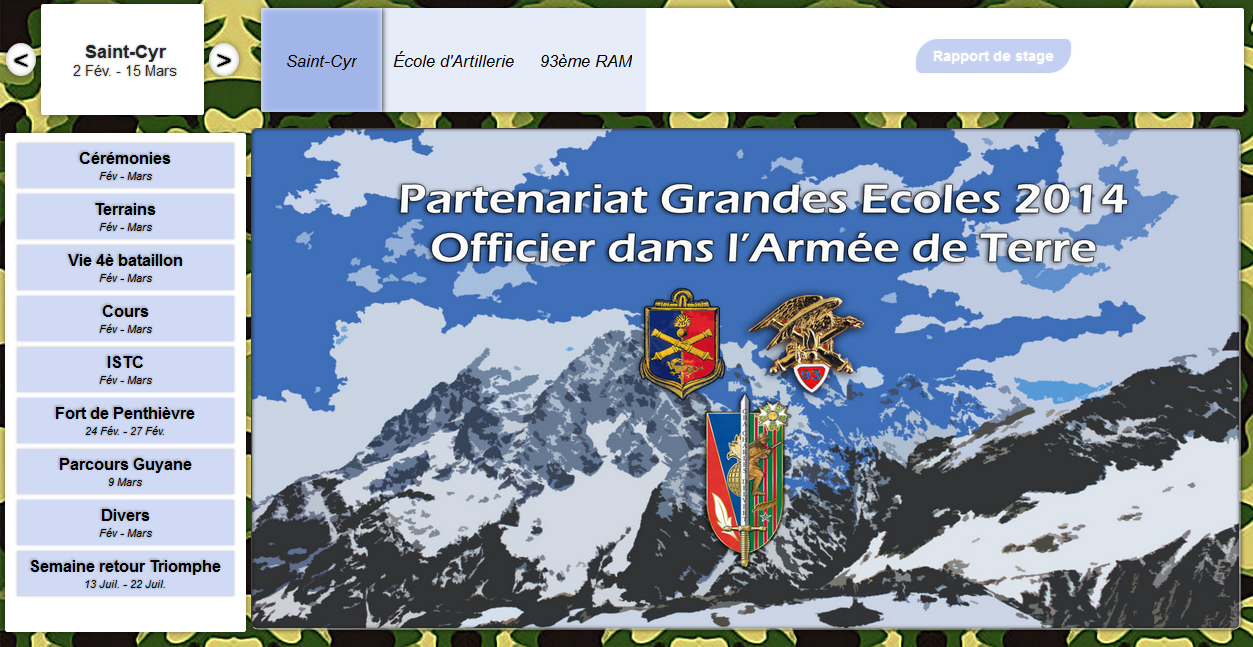 <
Saint-Cyr
2 Fév. - 15 Mars
>
Saint-Cyr
École d'Artillerie
93ème RAM
Rapport de stage
Cérémonies
Fév - Mars
Terrains
Fév - Mars
Vie 4è bataillon
Fév - Mars
Cours
Fév - Mars
ISTC
Fév - Mars
Fort de Penthièvre
24 Fév. - 27 Fév.
Parcours Guyane
9 Mars
Divers
Fév - Mars
Semaine retour Triomphe
13 Juil. - 22 Juil.
Partenariat Grandes Ecoles 2014
Officier dans l'Armée de Terre
93